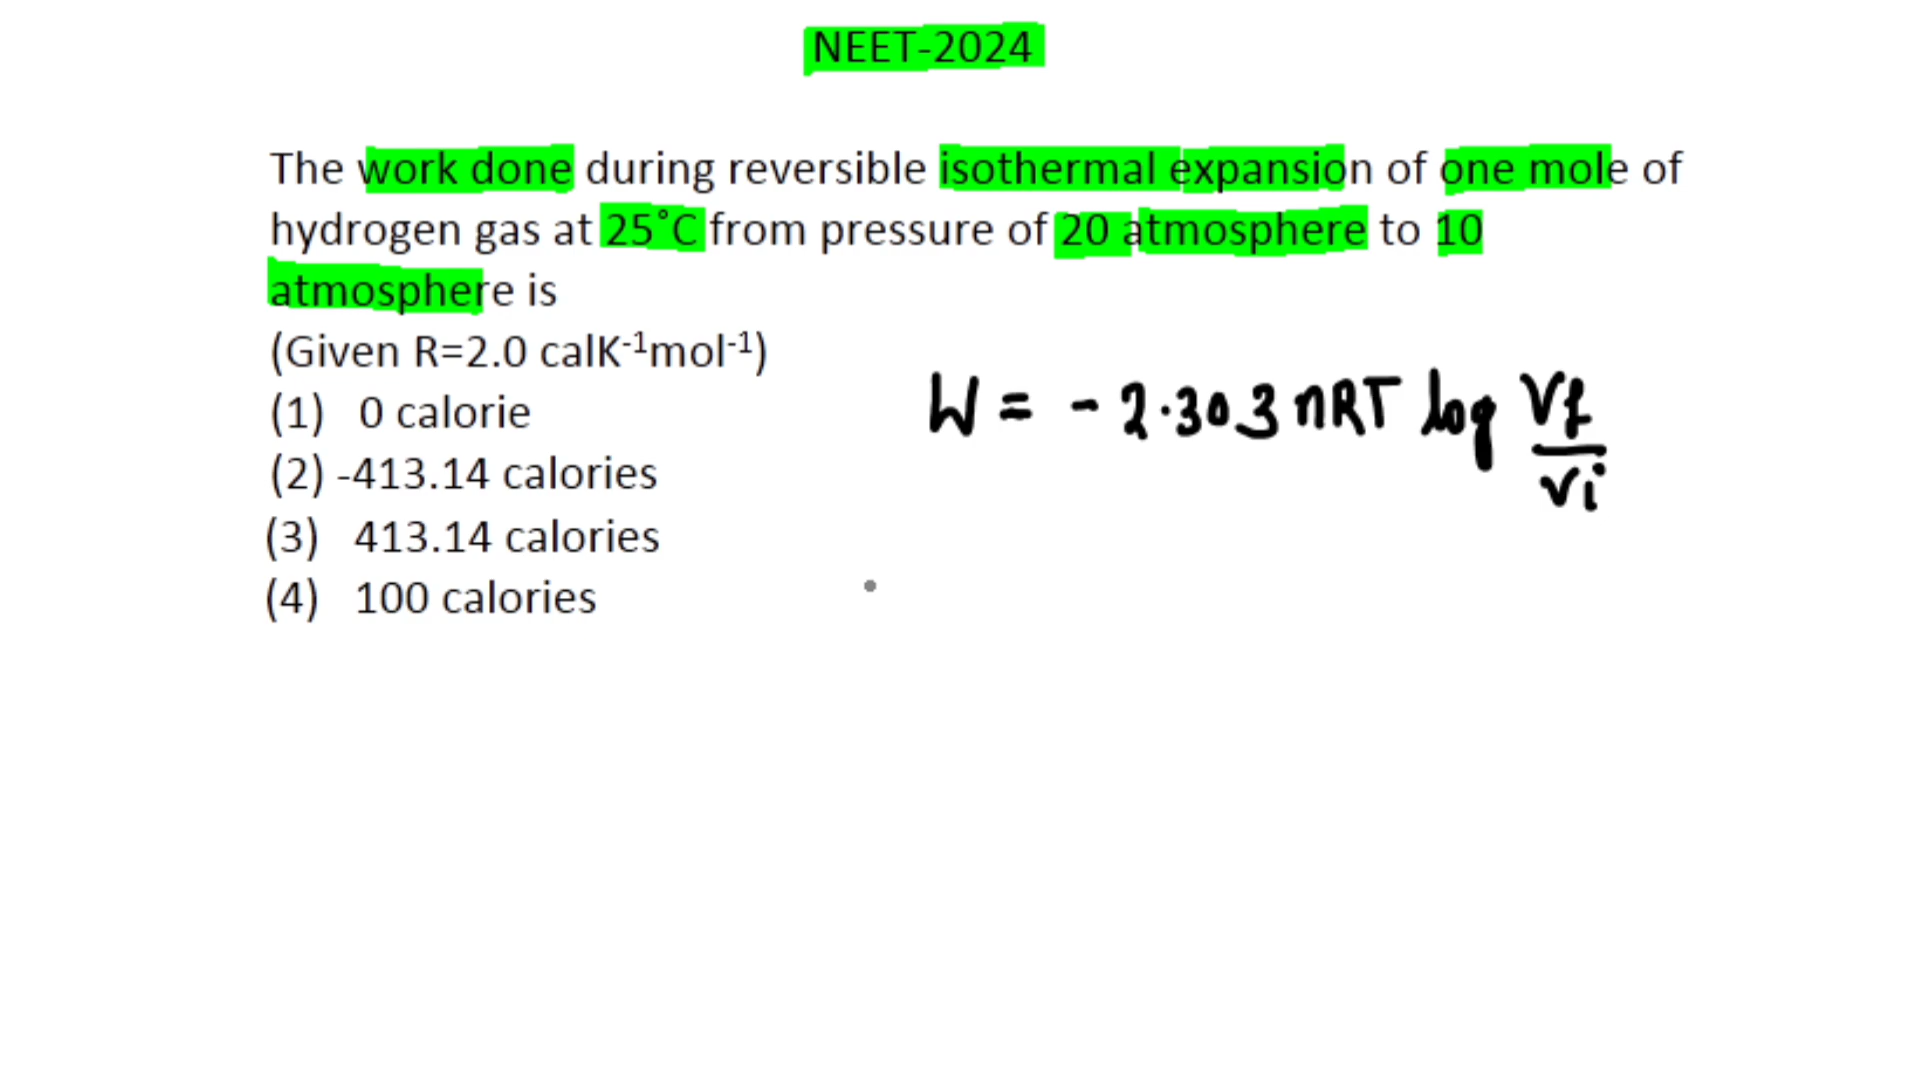 NEET-2024
The work done during reversible isothermal expansion of one mole of
hydrogen gas at 25°C from pressure of 20 atmosphere to 10
atmosphere is
(Given R=2.0 calK⁻¹mol⁻¹)
(1) 0 calorie
(2) -413.14 calories
(3) 413.14 calories
(4) 100 calories
W = - 2.303 nRT log Vf/Vi